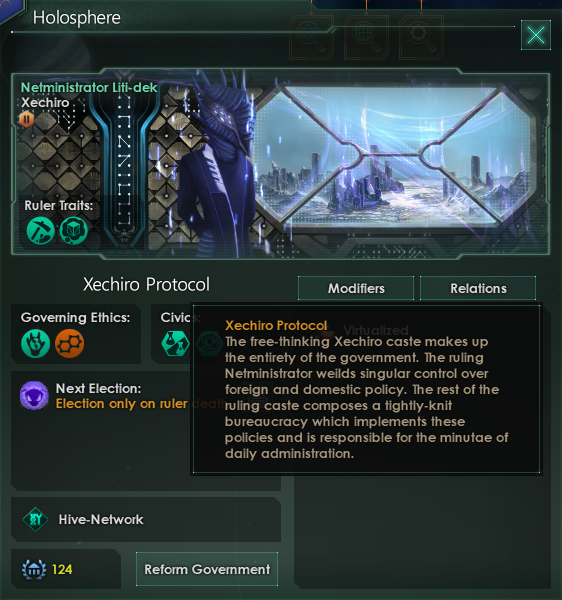 Holosphere
Netministrator Liti-dek
Xechiro
II
Ruler Traits:
Xechiro Protocol
Modifiers
Relations
Governing Ethics:
Civics:
Virtualized
Xechiro Protocol
The free-thinking Xechiro caste makes up
the entirety of the government. The ruling
Netministrator weilds singular control over
foreign and domestic policy. The rest of the
ruling caste composes a tightly-knit
bureaucracy which implements these
policies and is responsible for the minutae of
daily administration.
Next Election:
Election only on ruler death
Hive-Network
124
Reform Government